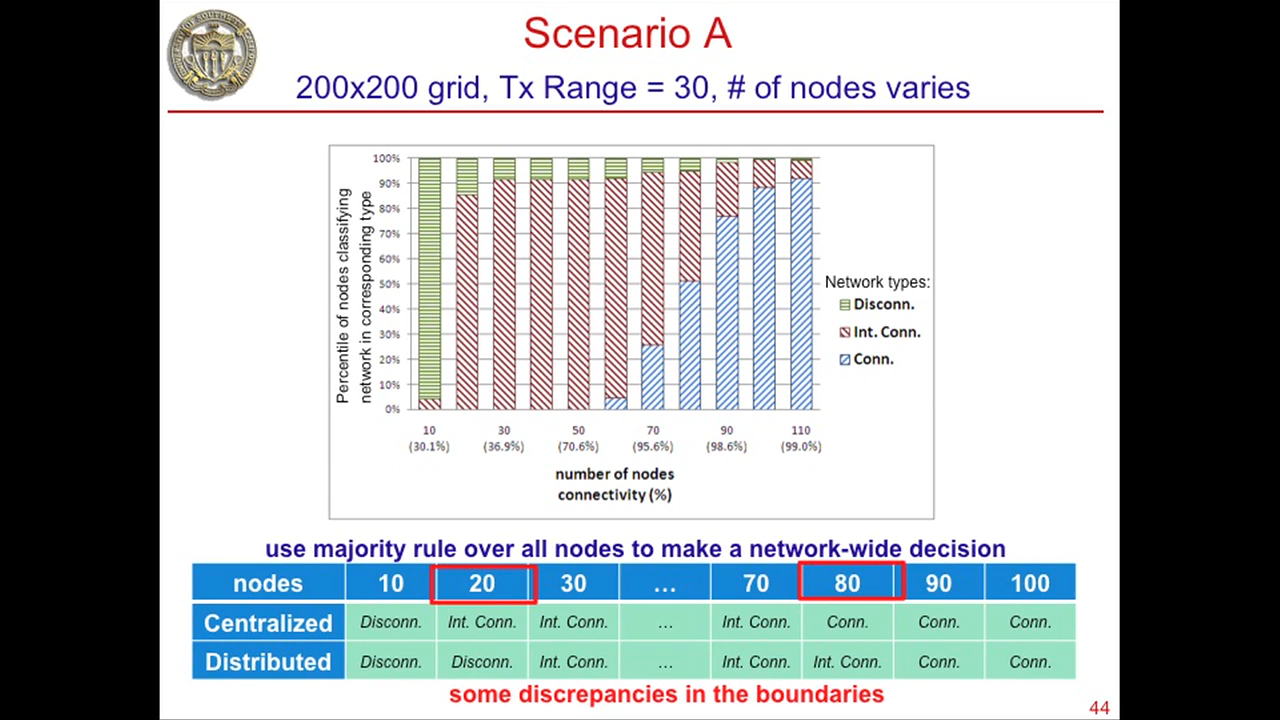 Scenario A
200x200 grid, Tx Range = 30, # of nodes varies
Percentile of nodes classifying
network in corresponding type
100%
90%
80%
70%
60%
50%
40%
30%
20%
10%
0%
10 30 50 70 90 110
(30.1%) (36.9%) (70.6%) (95.6%) (98.6%) (99.0%)
number of nodes
connectivity (%)
Network types:
Disconn.
Int. Conn.
Conn.
use majority rule over all nodes to make a network-wide decision
nodes 10 20 30 ... 70 80 90 100
Centralized Disconn. Int. Conn. Int. Conn. ... Int. Conn. Conn. Conn. Conn.
Distributed Disconn. Disconn. Int. Conn. ... Int. Conn. Int. Conn. Conn. Conn.
some discrepancies in the boundaries
44